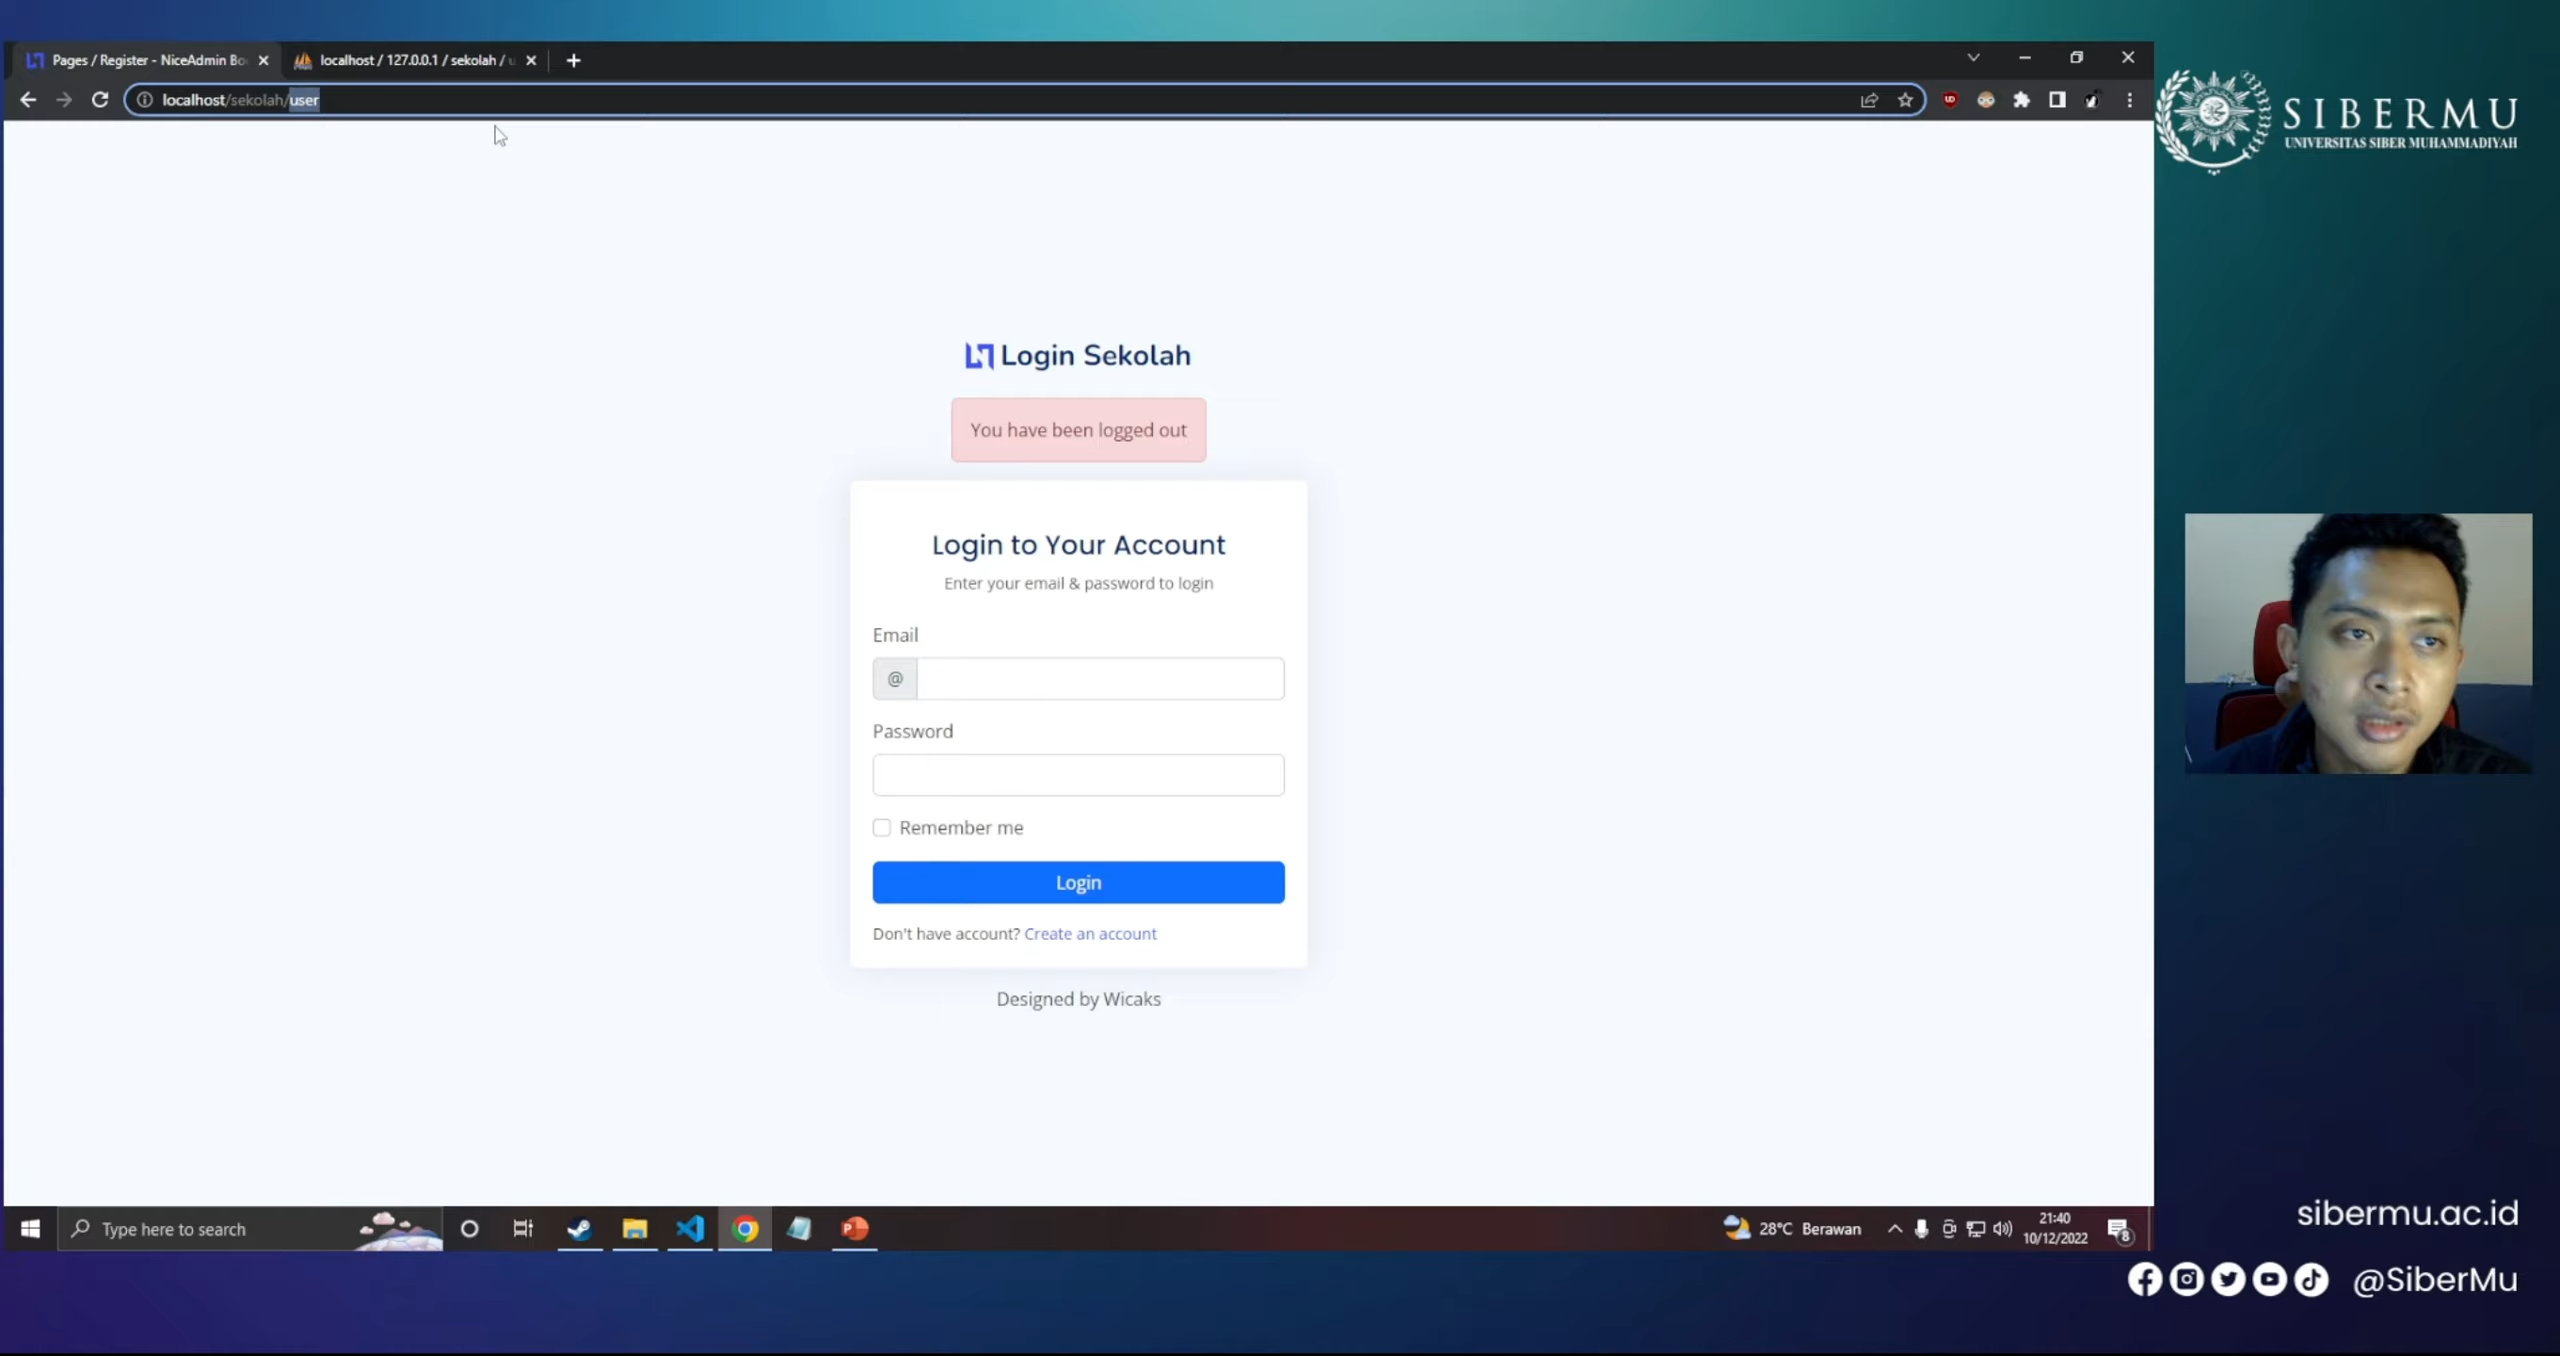 Pages / Register - NiceAdmin Bo
localhost / 127.0.0.1 / sekolah / u
localhost/sekolah/user
SIBERMU
UNIVERSITAS SIBER MUHAMMADIYAH
Login Sekolah
You have been logged out
Login to Your Account
Enter your email & password to login
Email
@
Password
Remember me
Login
Don't have account? Create an account
Designed by Wicaks
Type here to search
28°C Berawan
21:40
10/12/2022
8
sibermu.ac.id
@SiberMu